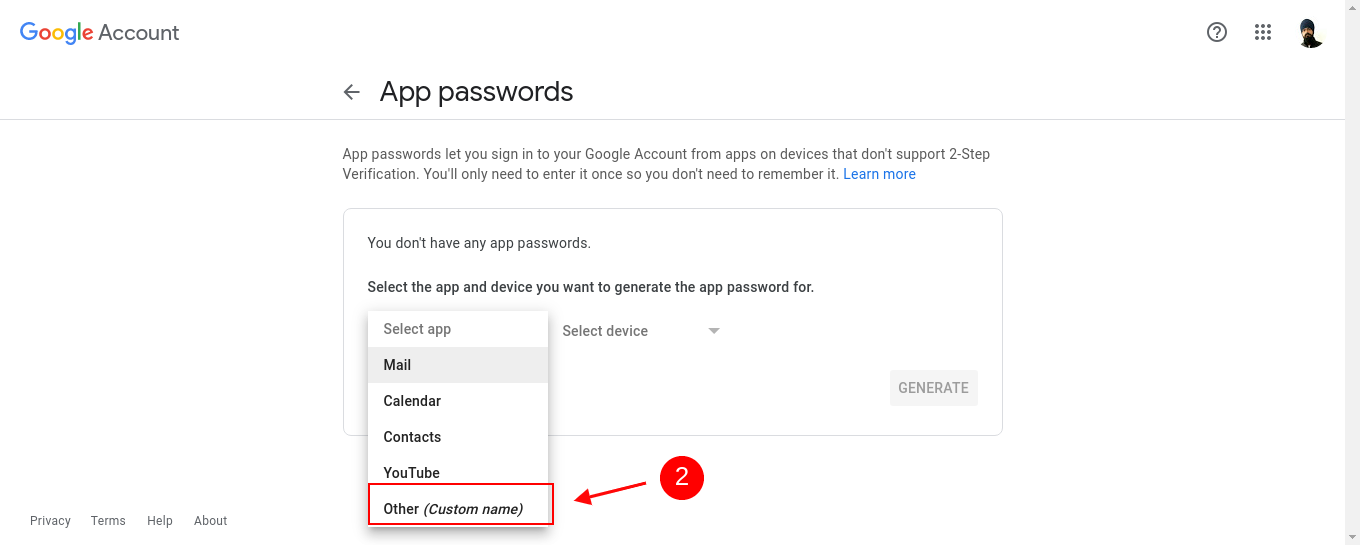 Google Account
App passwords
App passwords let you sign in to your Google Account from apps on devices that don't support 2-Step
Verification. You'll only need to enter it once so you don't need to remember it. Learn more
You don't have any app passwords.
Select the app and device you want to generate the app password for.
Select app
Select device
Mail
GENERATE
Calendar
Contacts
YouTube
2
Other (Custom name)
Privacy
Terms
Help
About